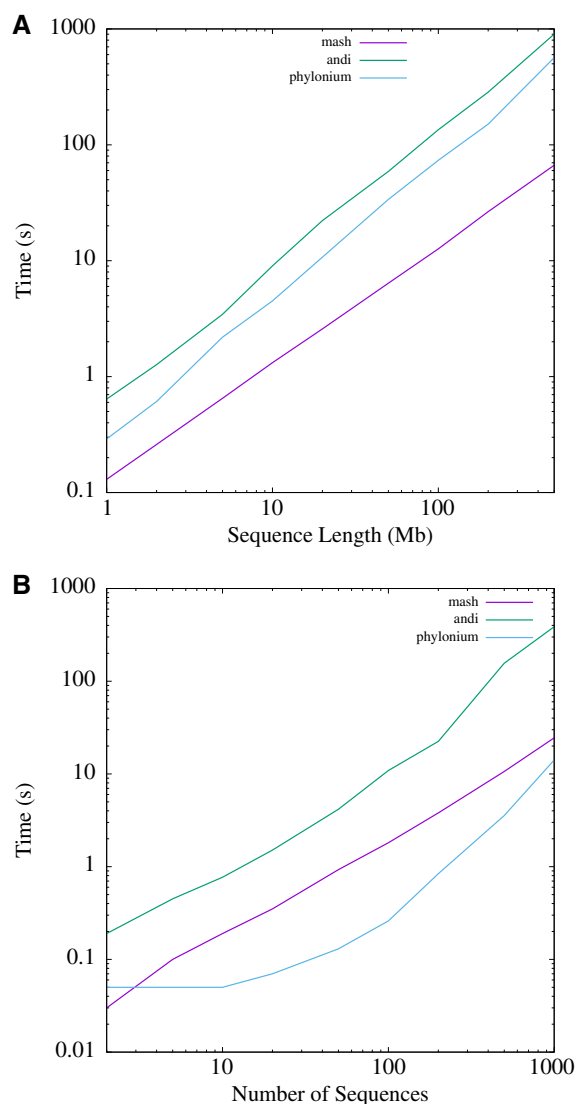 A
1000
100
10
1
0.1
Time (s)
mash
andi
phylonium
1 10 100
Sequence Length (Mb)
B
1000
100
10
1
0.1
0.01
Time (s)
mash
andi
phylonium
10 100 1000
Number of Sequences